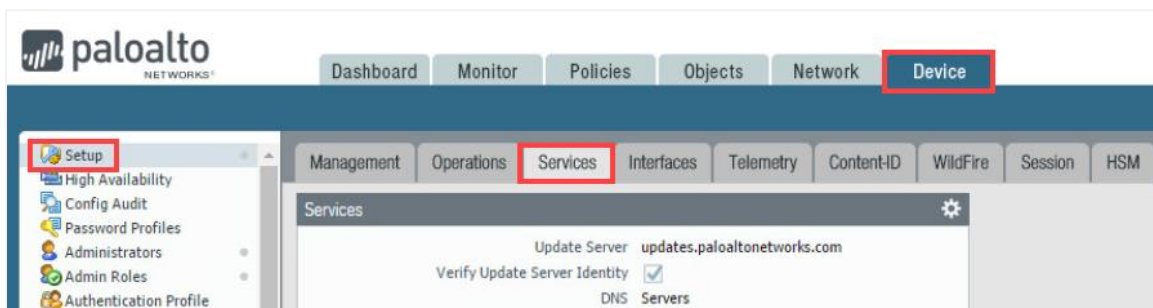 paloalto
NETWORKS®
Dashboard Monitor Policies Objects Network Device
Setup
High Availability
Config Audit
Password Profiles
Administrators
Admin Roles
Authentication Profile
Management Operations Services Interfaces Telemetry Content-ID WildFire Session HSM
Services
Update Server updates.paloaltonetworks.com
Verify Update Server Identity
DNS Servers